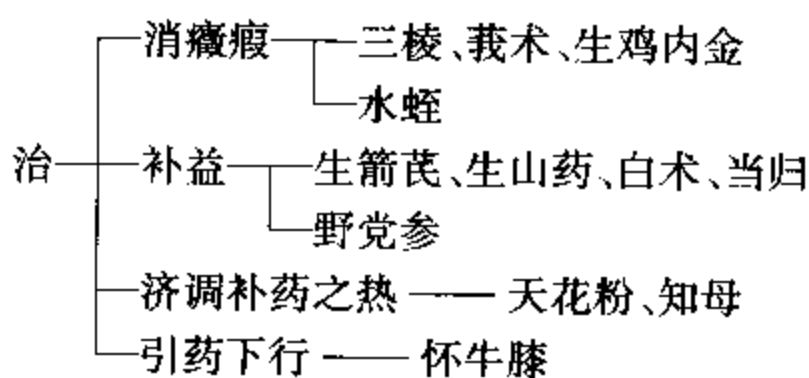 消癥瘕 三棱、莪术、生鸡内金
水蛭
治 补益 生箭芪、生山药、白术、当归
野党参
济调补药之热 天花粉、知母
引药下行 怀牛膝